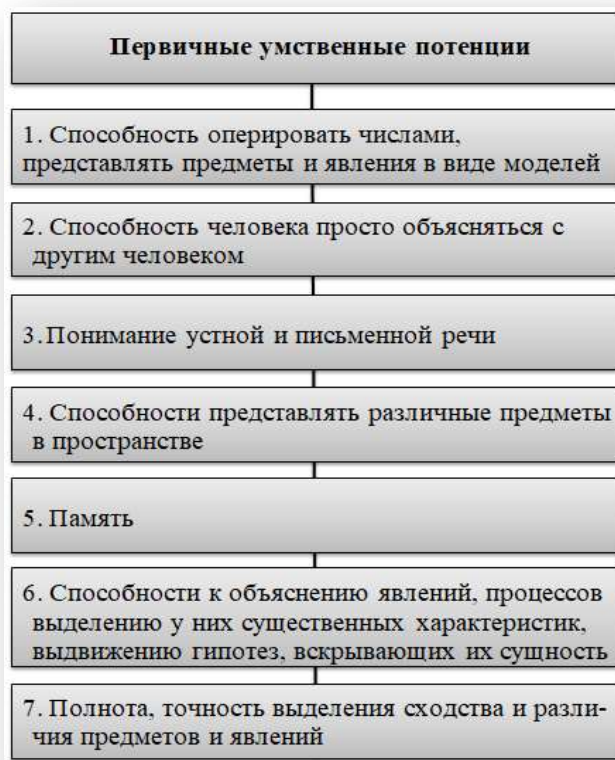 Первичные умственные потенции
1. Способность оперировать числами,
представлять предметы и явления в виде моделей
2. Способность человека просто объясняться с
другим человеком
3.Понимание устной и письменной речи
4. Способности представлять различные предметы
в пространстве
5. Память
6. Способности к объяснению явлений, процессов
выделению у них существенных характеристик,
выдвижению гипотез, вскрывающих их сущность
7. Полнота, точность выделения сходства и разли-
чия предметов и явлений